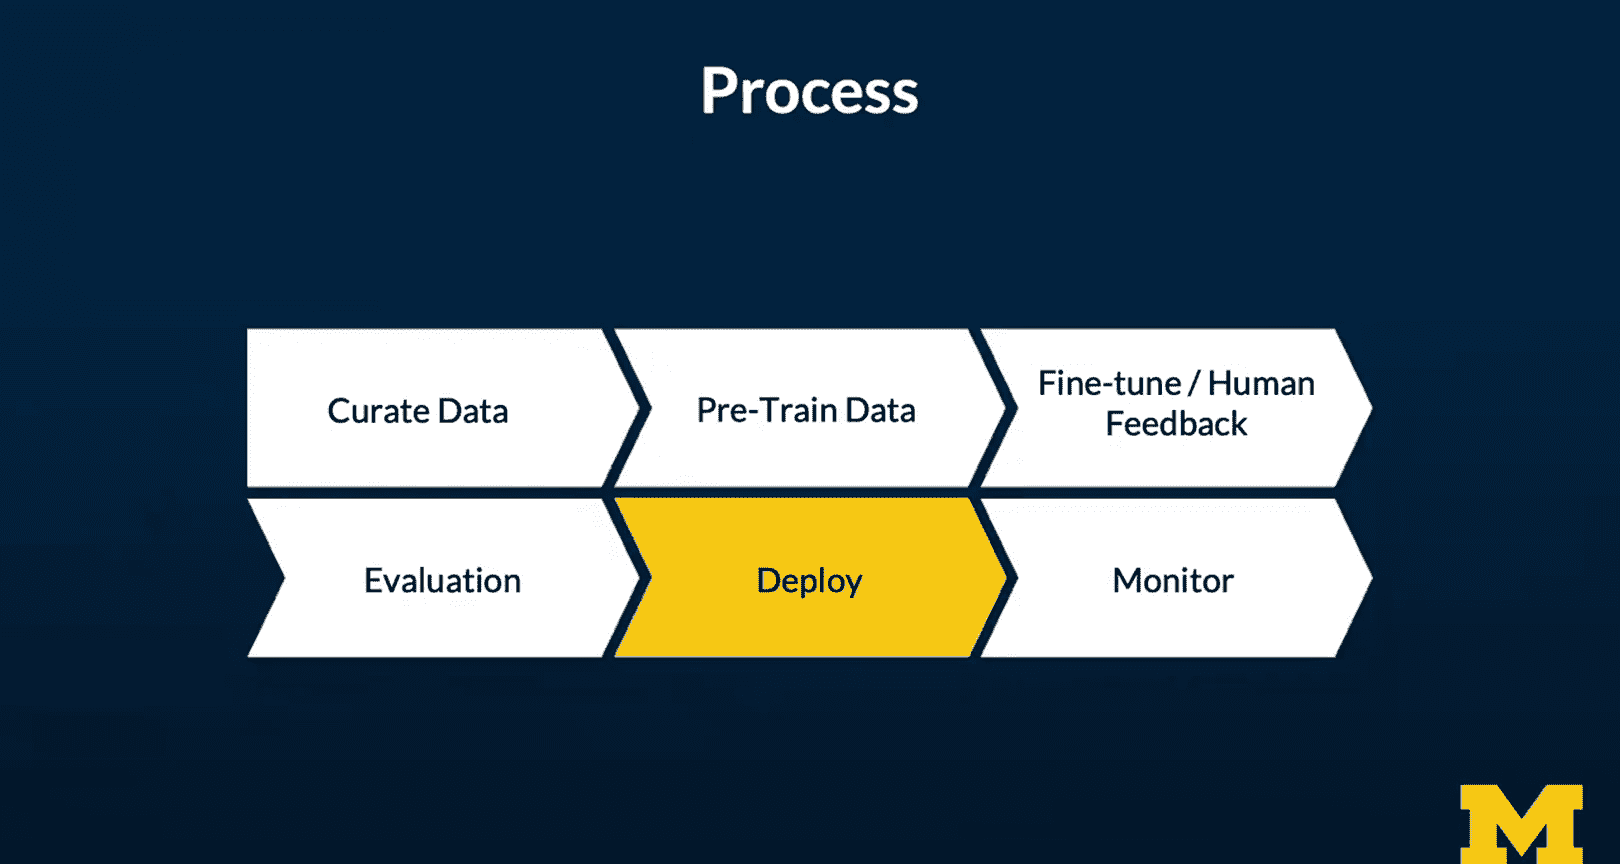 Process
Curate Data
Pre-Train Data
Fine-tune / Human
Feedback
Evaluation
Deploy
Monitor
M